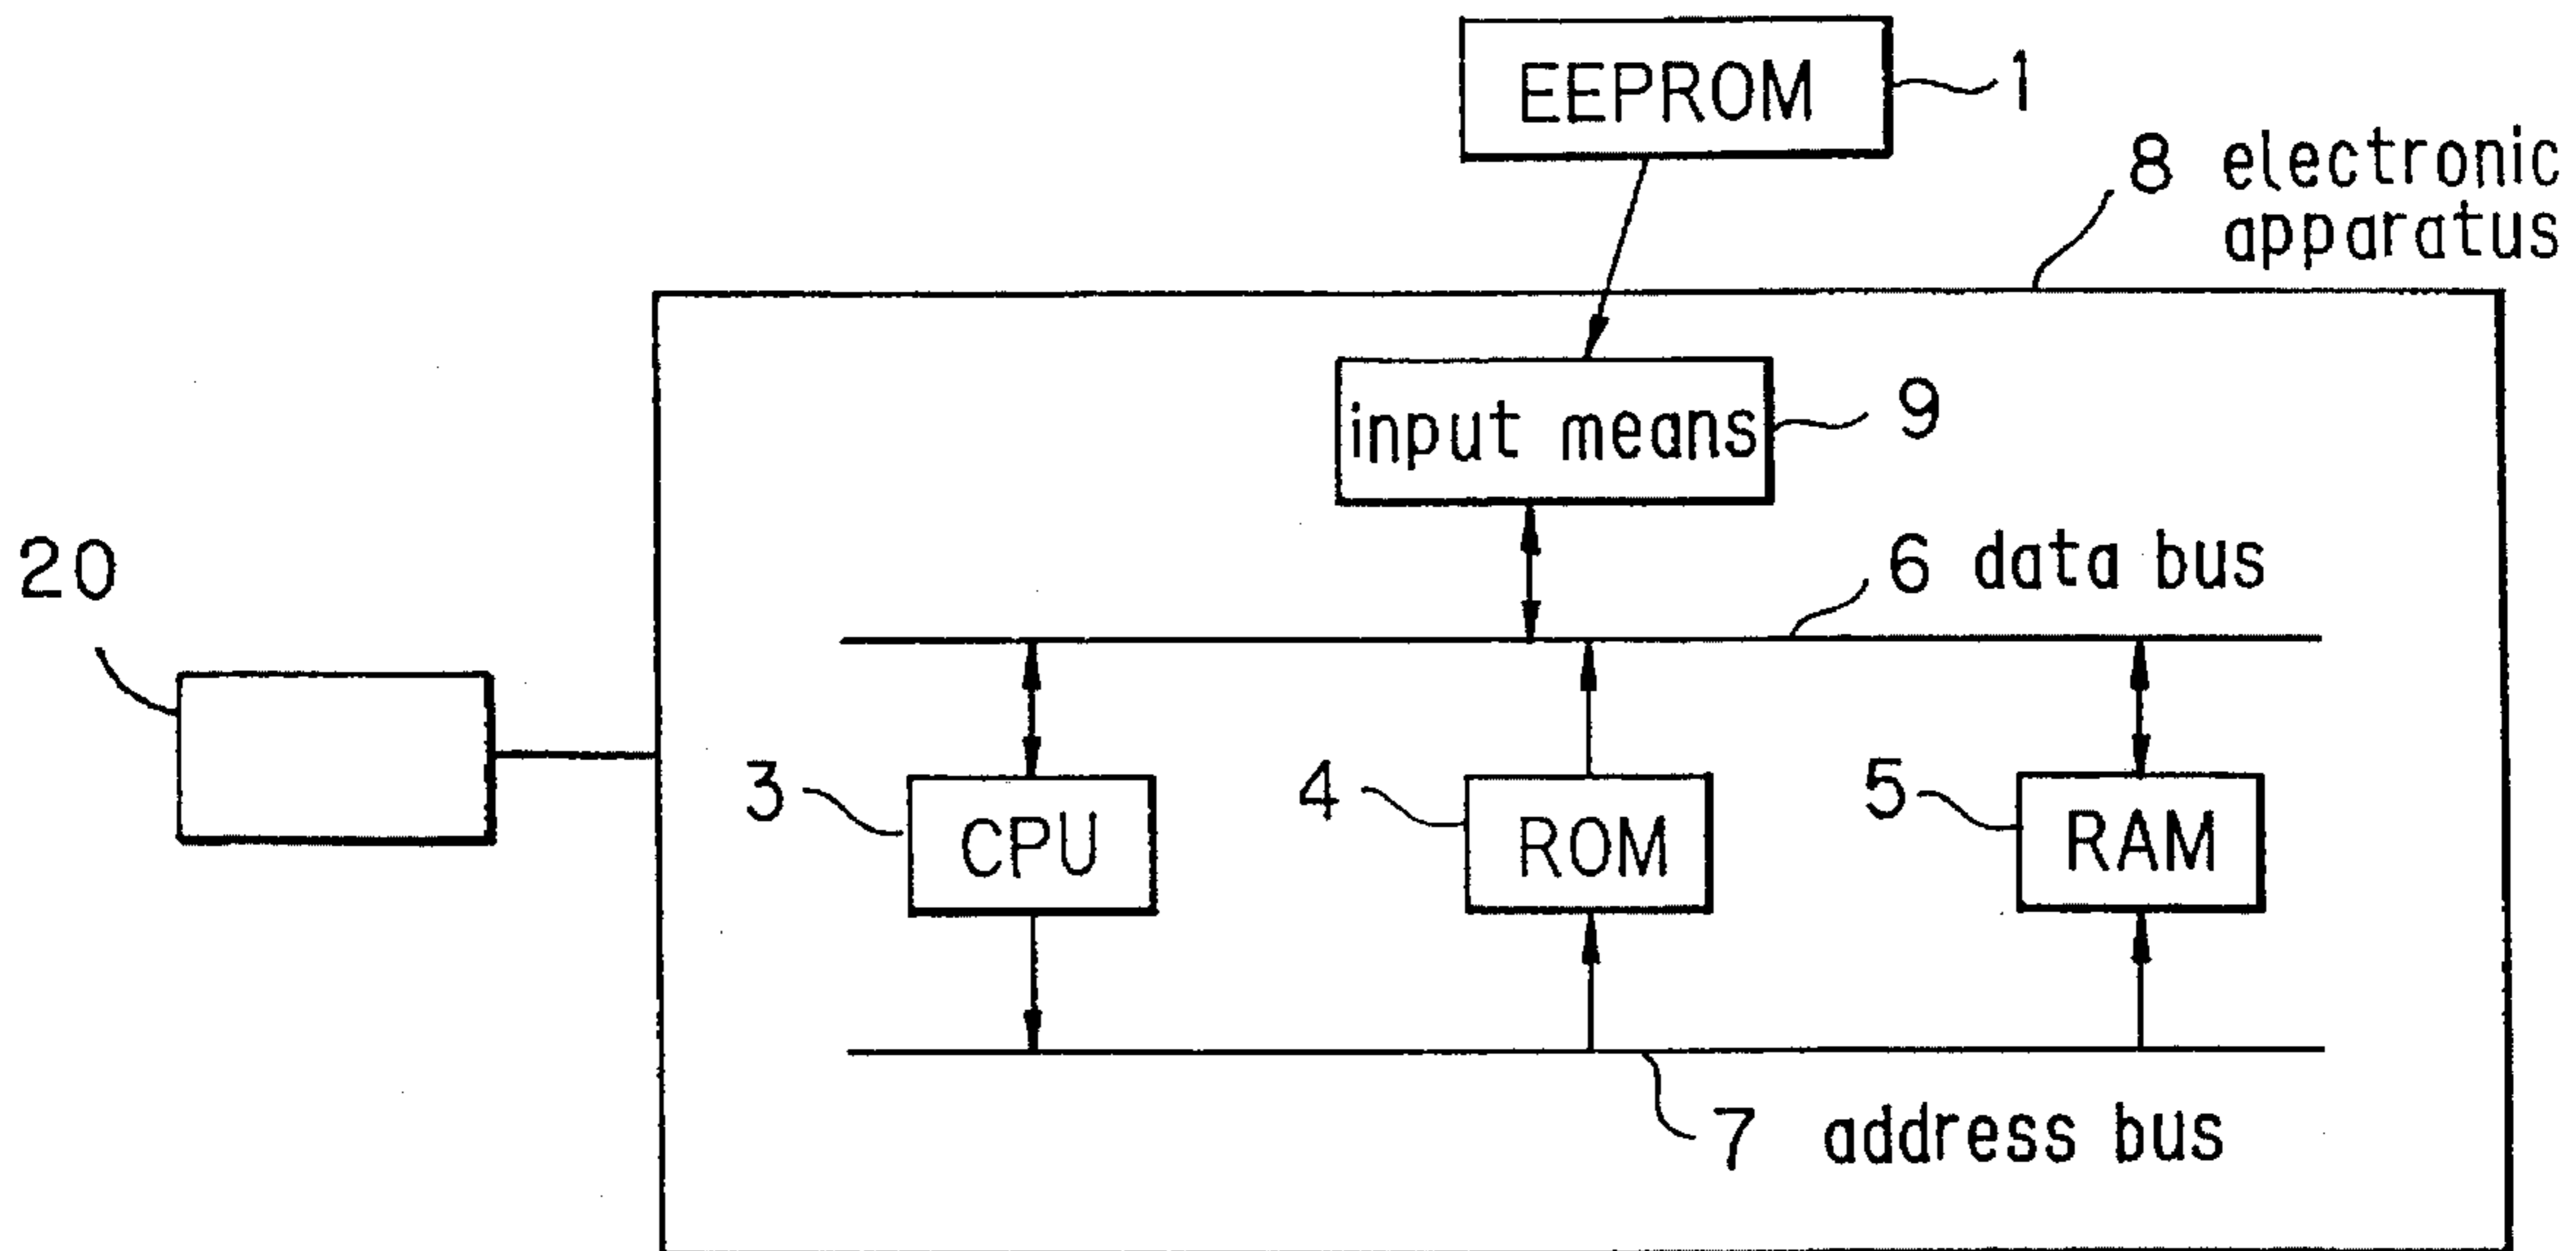 EEPROM
1
8 electronic
apparatus
input means
9
6 data bus
20
3
CPU
4
ROM
5
RAM
7 address bus